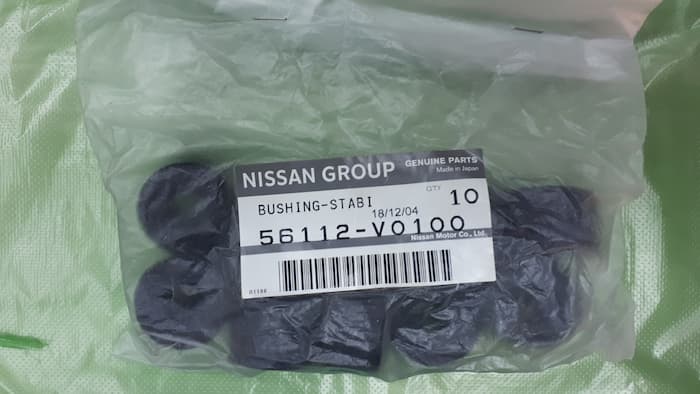 NISSAN GROUP GENUINE PARTS
Made in Japan
BUSHING-STABI QTY 10
18/12/04
56112-V0100
Nissan Motor Co., Ltd.